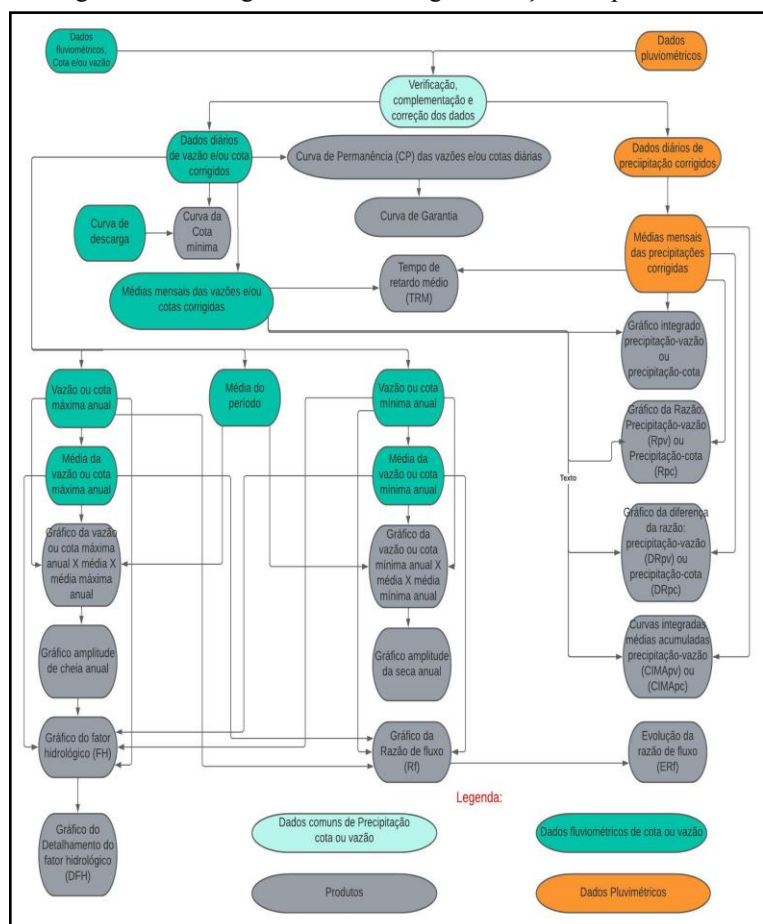 Dados
fluviométricos,
Cota e/ou vazão
Dados
pluviométricos
Verificação,
complementação e
correção dos dados
Dados diários
de vazão e/ou cota
corrigidos
Curva de Permanência (CP) das vazões e/ou cotas diárias
Dados diários de
preciipitação corrigidos
Curva de
descarga
Curva da
Cota
mínima
Curva de Garantia
Médias mensais
das precipitações
corrigidas
Médias mensais das vazões e/ou
cotas corrigidas
Tempo de
retardo médio
(TRM)
Gráfico integrado
precipitação-vazão
ou
precipitação-cota
Vazão ou cota
máxima anual
Média do
período
Vazão ou cota
mínima anual
Gráfico da Razão:
Precipitação-vazão
(Rpv) ou
Precipitação-cota
(Rpc)
Média da
vazão ou cota
máxima anual
Média da
vazão ou cota
mínima anual
Texto
Gráfico da vazão
ou cota máxima
anual X média X
média máxima
anual
Gráfico da
vazão ou cota
mínima anual X
média X média
mínima anual
Gráfico da diferença
da razão:
precipitação-vazão
(DRpv) ou
precipitação-cota
(DRpc)
Gráfico amplitude
de cheia anual
Gráfico amplitude
da seca anual
Curvas integradas
médias acumuladas
precipitação-vazão
(CIMApv) ou
(CIMApc)
Gráfico do fator
hidrológico (FH)
Gráfico da
Razão de fluxo
(Rf)
Evolução da
razão de fluxo
(ERf)
Gráfico do
Detalhamento do
fator hidrológico
(DFH)
Legenda:
Dados comuns de Precipitação
cota ou vazão
Dados fluviométricos de cota ou vazão
Produtos
Dados Pluvimétricos